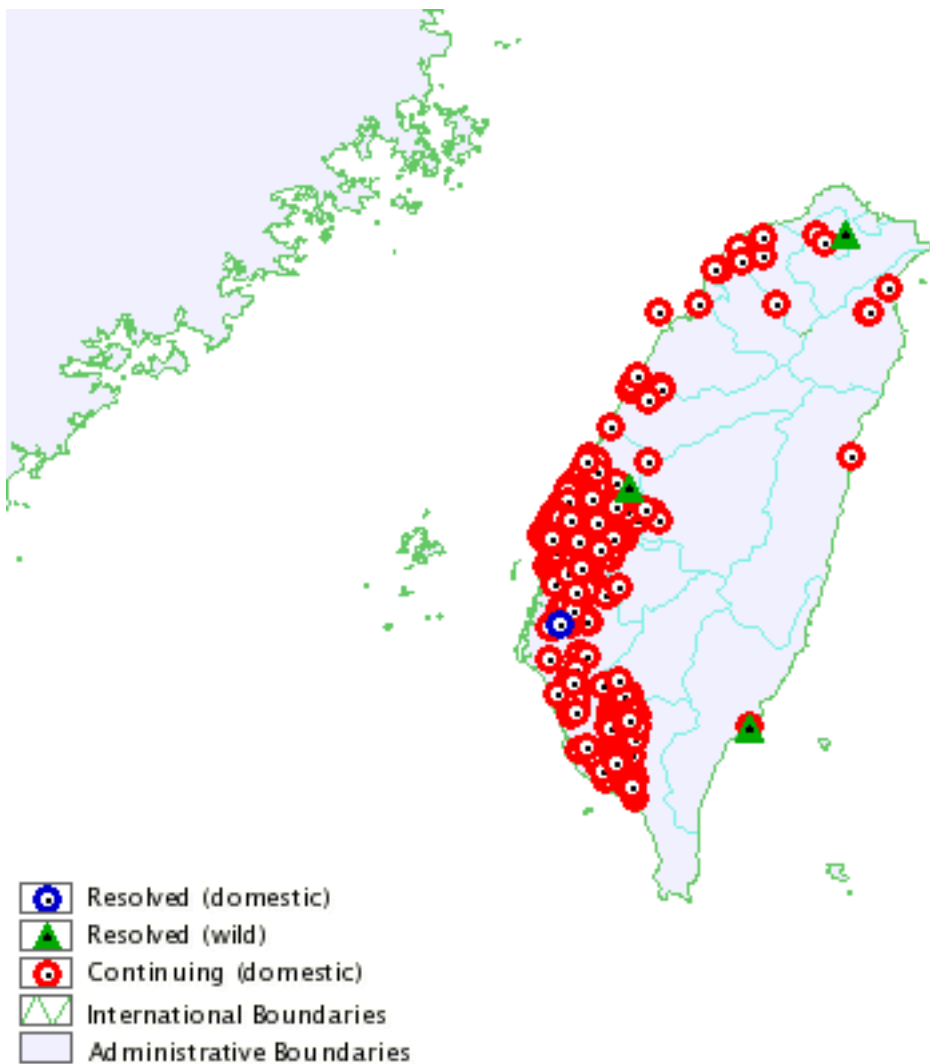 Resolved (domestic)
Resolved (wild)
Continuing (domestic)
International Boundaries
Administrative Boundaries